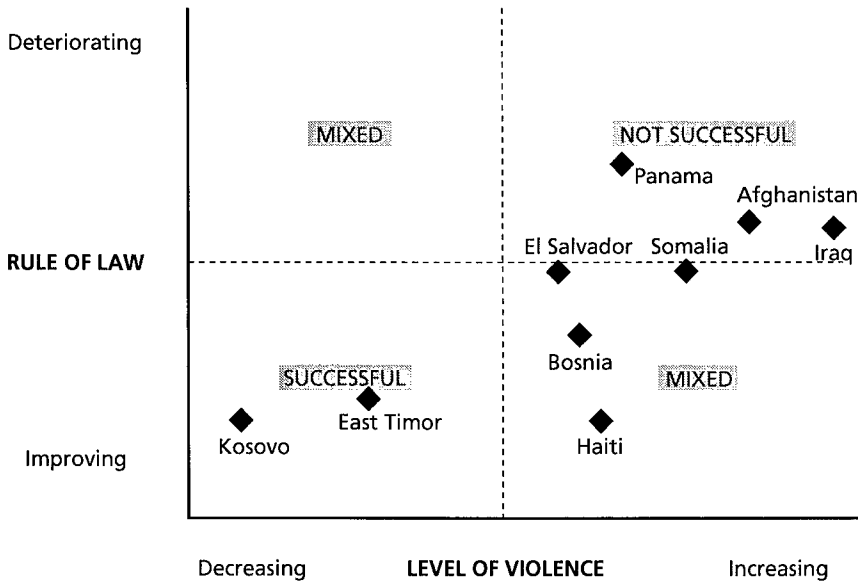 Deteriorating
MIXED
NOT SUCCESSFUL
Panama
Afghanistan
RULE OF LAW
El Salvador
Somalia
Iraq
Bosnia
SUCCESSFUL
MIXED
East Timor
Kosovo
Haiti
Improving
Decreasing
LEVEL OF VIOLENCE
Increasing